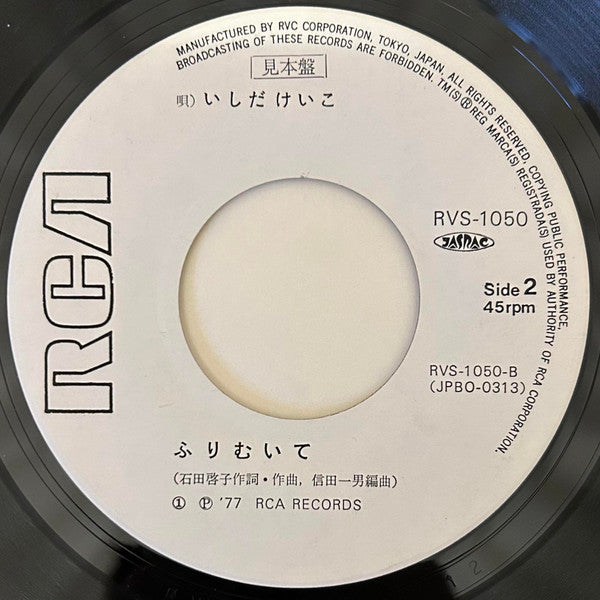 MANUFACTURED BY RVC CORPORATION, TOKYO, JAPAN, ALL RIGHTS RESERVED, COPYING PUBLIC PERFORMANCE,
BROADCASTING OF THESE RECORDS ARE FORBIDDEN. TM(S)®REG MARCA(S) REGISTRADA(S) USED BY AUTHORITY OF RCA CORPORATION.
見本盤
唄) いしだけいこ
RCA
RVS-1050
JASRAC
Side 2
45rpm
RVS-1050-B
(JPBO-0313)
ふりむいて
(石田啓子作詞・作曲, 信田一男編曲)
① Ⓟ '77 RCA RECORDS